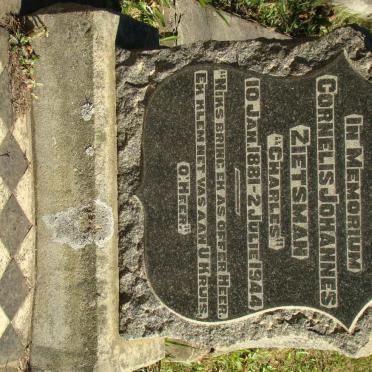 IN MEMORIUM
CORNELIS JOHANNES
ZIETSMAN
"CHARLES"
10 JAN. 1881 - 2 JULIE 1944
"NIKS BRING EK AS OFFER HEER,
EK KLEM NET VAS AAN U KRUIS,
O HEER"